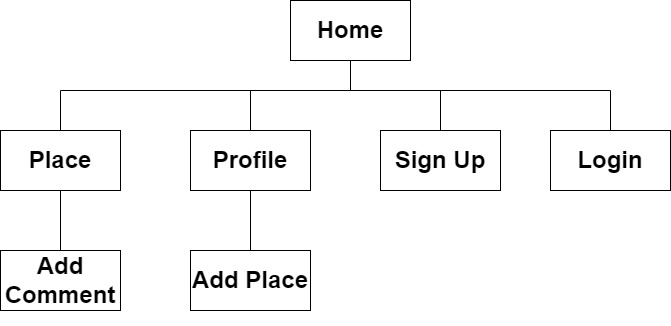 Home
Place
Profile
Sign Up
Login
Add
Comment
Add Place